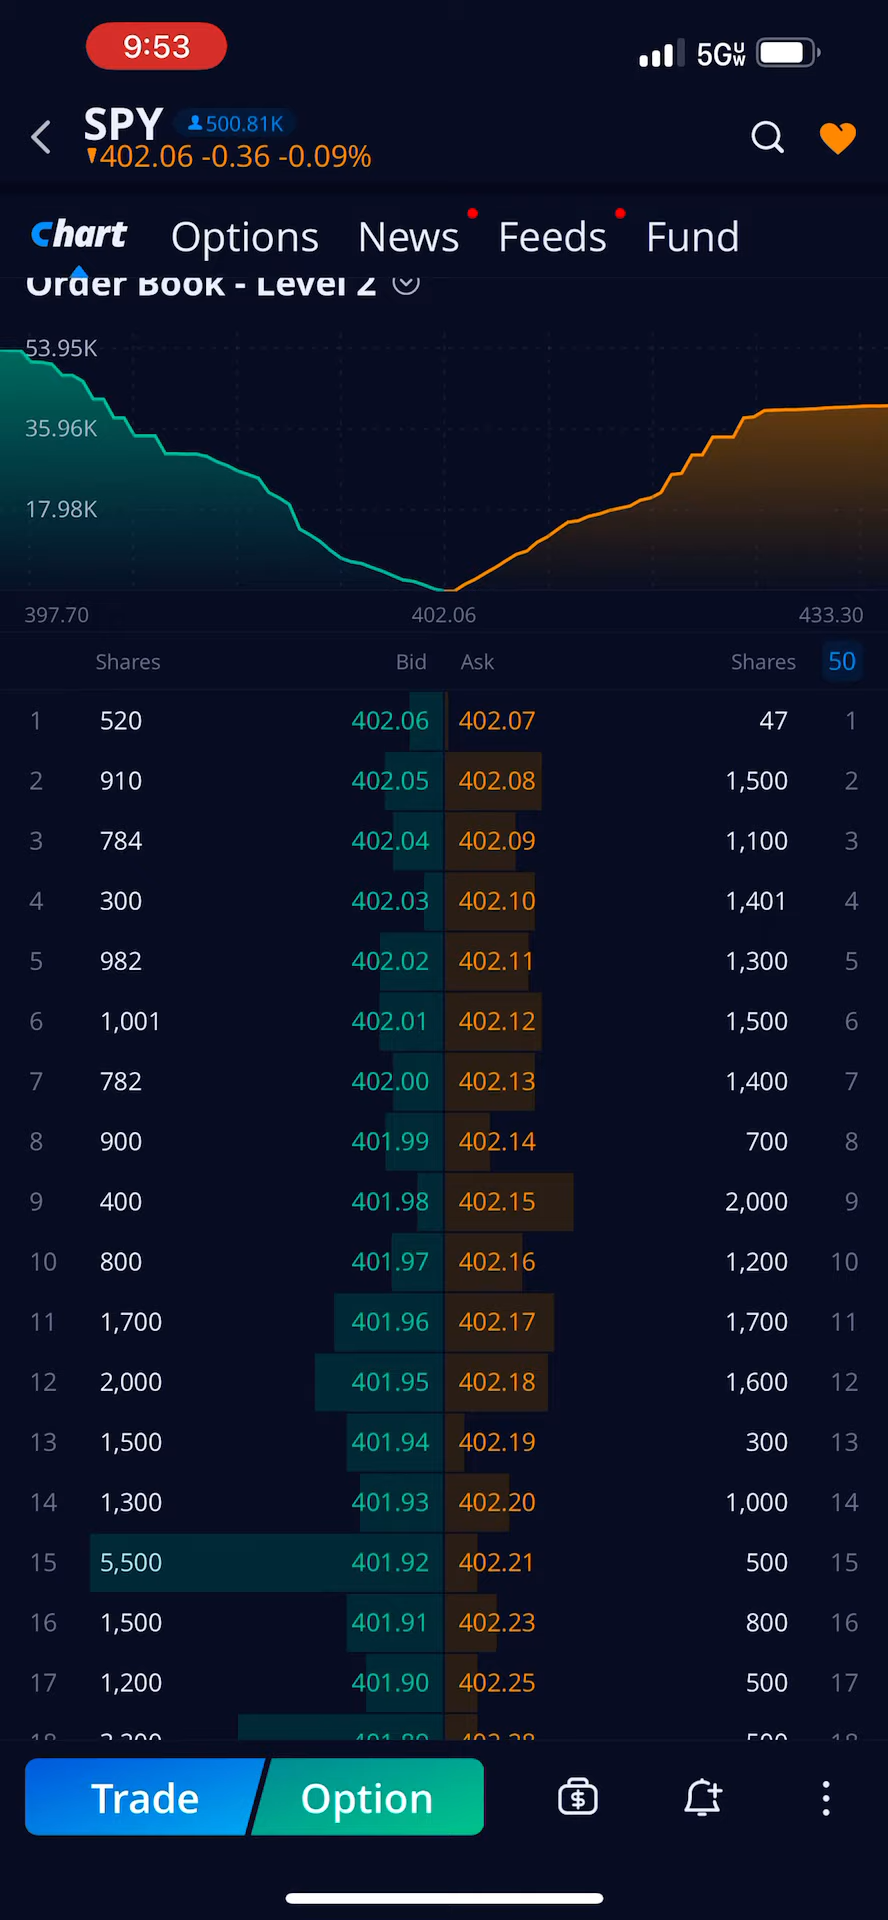 9:53 5GUW
SPY 500.81K
402.06 -0.36 -0.09%
Chart Options News Feeds Fund
Order Book - Level 2
53.95K
35.96K
17.98K
397.70 402.06 433.30
Shares Bid Ask Shares 50
1 520 402.06 402.07 47 1
2 910 402.05 402.08 1,500 2
3 784 402.04 402.09 1,100 3
4 300 402.03 402.10 1,401 4
5 982 402.02 402.11 1,300 5
6 1,001 402.01 402.12 1,500 6
7 782 402.00 402.13 1,400 7
8 900 401.99 402.14 700 8
9 400 401.98 402.15 2,000 9
10 800 401.97 402.16 1,200 10
11 1,700 401.96 402.17 1,700 11
12 2,000 401.95 402.18 1,600 12
13 1,500 401.94 402.19 300 13
14 1,300 401.93 402.20 1,000 14
15 5,500 401.92 402.21 500 15
16 1,500 401.91 402.23 800 16
17 1,200 401.90 402.25 500 17
18 401.89 500 18
Trade Option